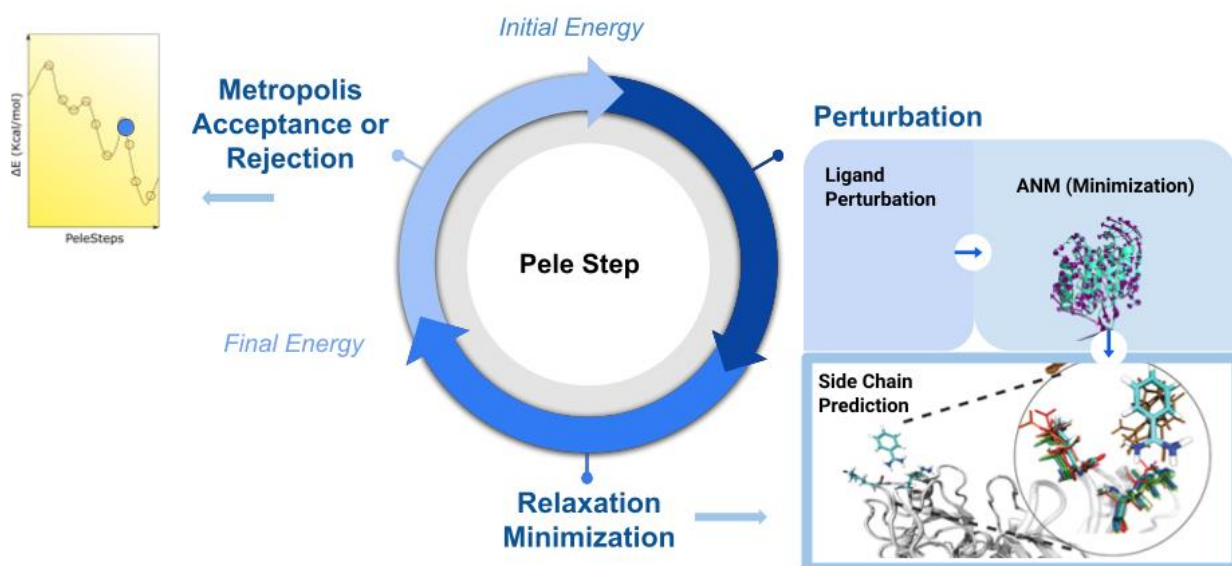 Initial Energy
ΔE (Kcal/mol)
PeleSteps
Metropolis
Acceptance or
Rejection
Perturbation
Ligand
Perturbation
ANM (Minimization)
Pele Step
Final Energy
Side Chain
Prediction
Relaxation
Minimization